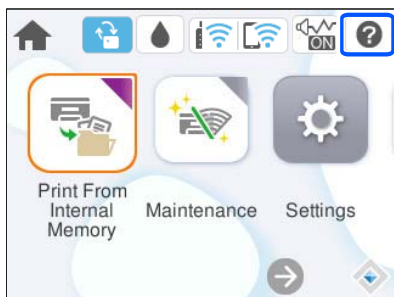 ON
?
Print From
Internal
Memory
Maintenance
Settings